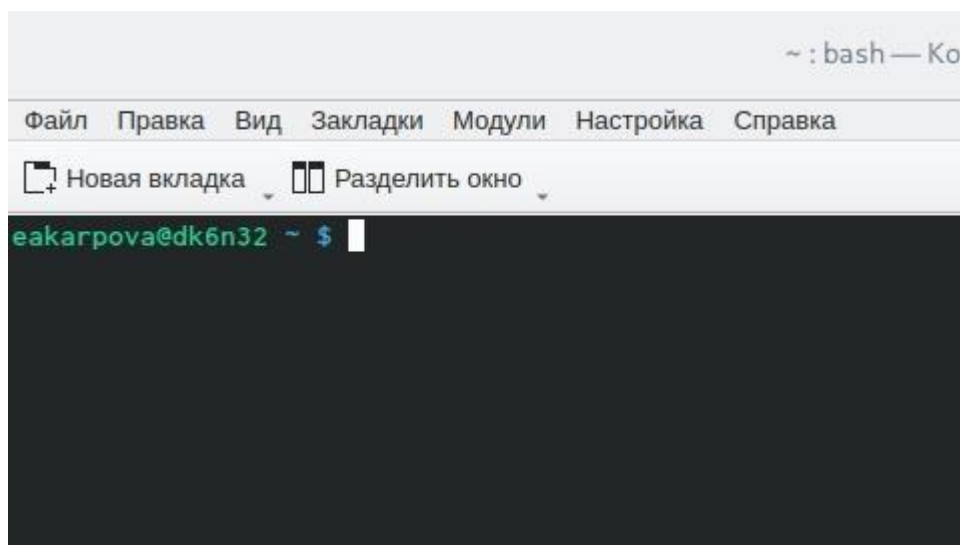 ~ : bash — Ko
Файл Правка Вид Закладки Модули Настройка Справка
Новая вкладка Разделить окно
eakarpova@dk6n32 ~ $